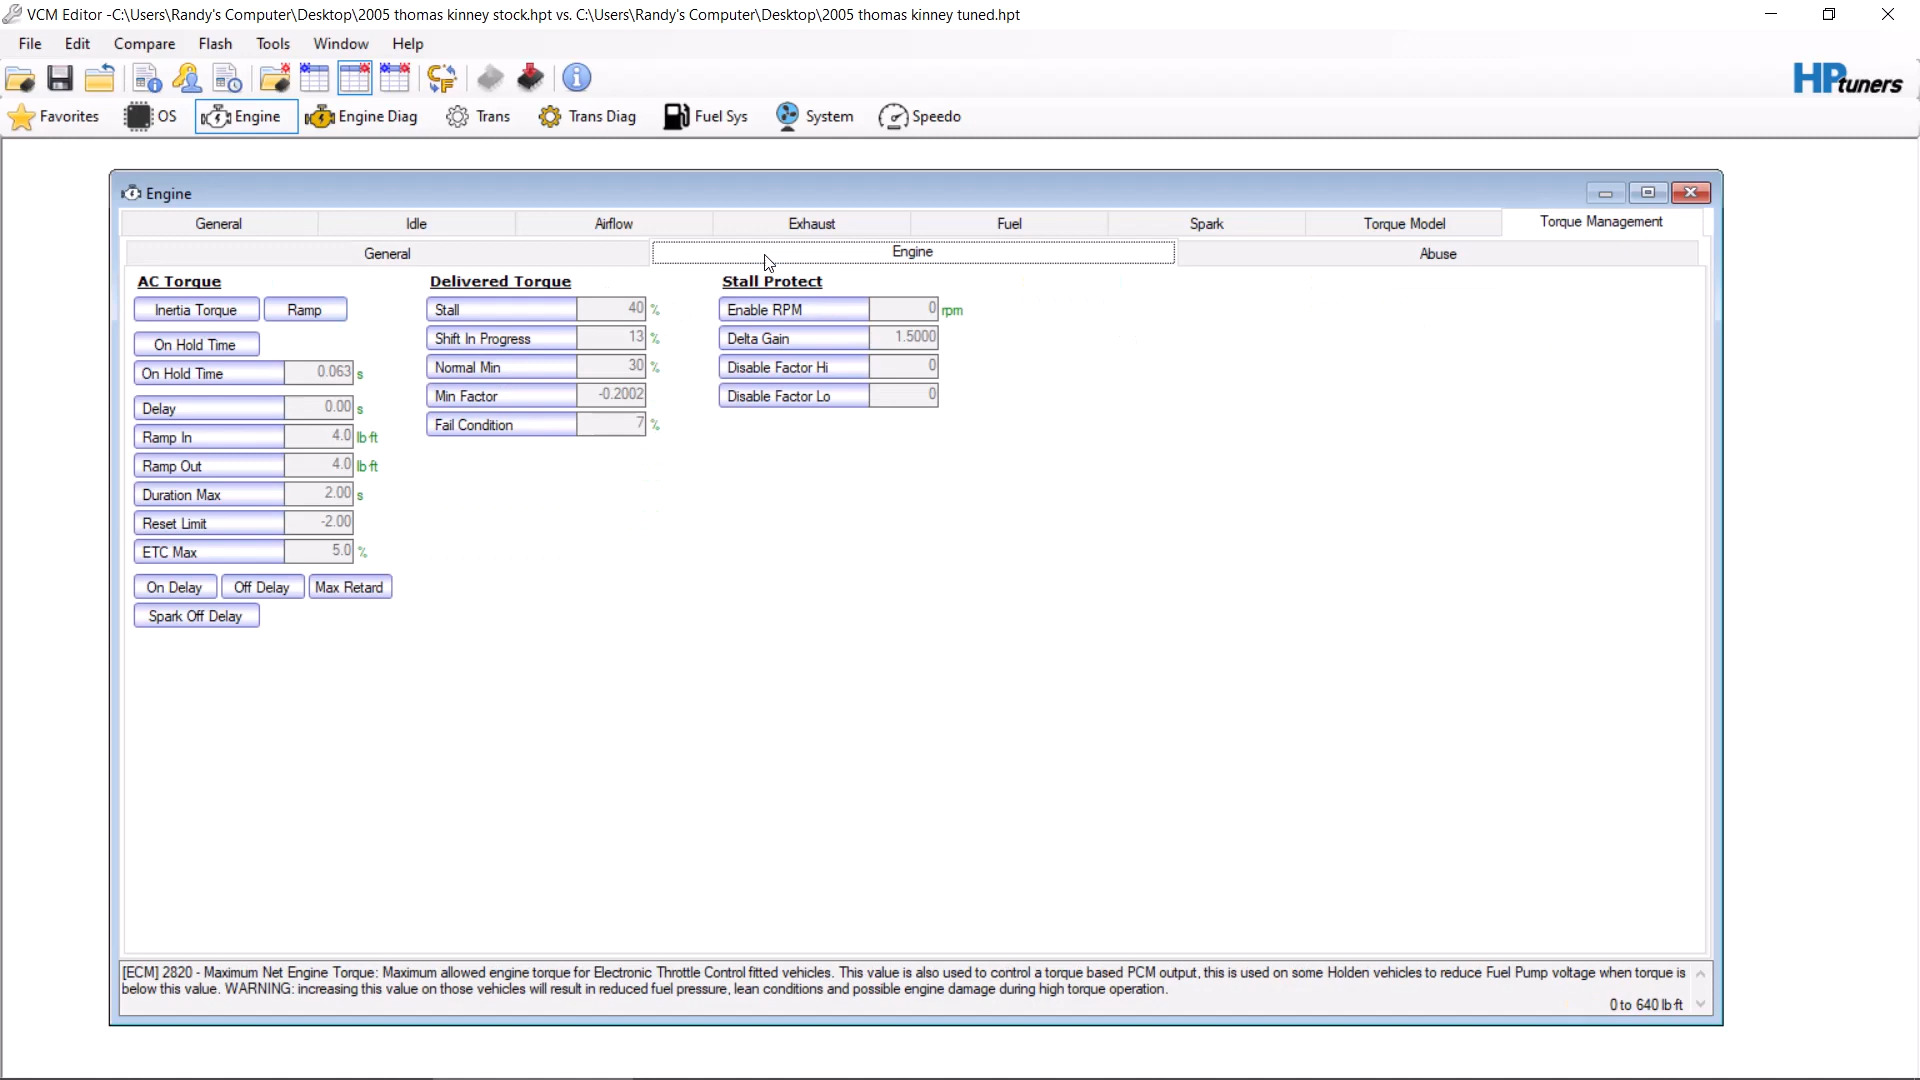 VCM Editor -C:\Users\Randy's Computer\Desktop\2005 thomas kinney stock.hpt vs. C:\Users\Randy's Computer\Desktop\2005 thomas kinney tuned.hpt
File Edit Compare Flash Tools Window Help
HPtuners
Favorites OS Engine Engine Diag Trans Trans Diag Fuel Sys System Speedo
Engine
General Idle Airflow Exhaust Fuel Spark Torque Model Torque Management
General Engine Abuse
AC Torque Delivered Torque Stall Protect
Inertia Torque Ramp Stall 40 % Enable RPM 0 rpm
Shift In Progress 13 % Delta Gain 1.5000
On Hold Time
Normal Min 30 % Disable Factor Hi 0
On Hold Time 0.063 s
Min Factor -0.2002 Disable Factor Lo 0
Delay 0.00 s
Fail Condition 7 %
Ramp In 4.0 lb ft
Ramp Out 4.0 lb ft
Duration Max 2.00 s
Reset Limit -2.00
ETC Max 5.0 %
On Delay Off Delay Max Retard
Spark Off Delay
[ECM] 2820 - Maximum Net Engine Torque: Maximum allowed engine torque for Electronic Throttle Control fitted vehicles. This value is also used to control a torque based PCM output, this is used on some Holden vehicles to reduce Fuel Pump voltage when torque is
below this value. WARNING: increasing this value on those vehicles will result in reduced fuel pressure, lean conditions and possible engine damage during high torque operation.
0 to 640 lb ft